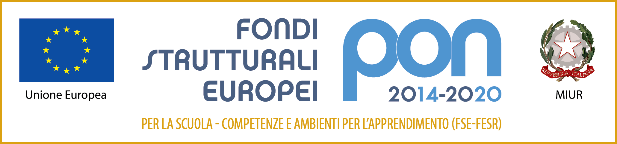 Unione Europea
FONDI
STRUTTURALI
EUROPEI
pon
2014-2020
MIUR
PER LA SCUOLA - COMPETENZE E AMBIENTI PER L'APPRENDIMENTO (FSE-FESR)